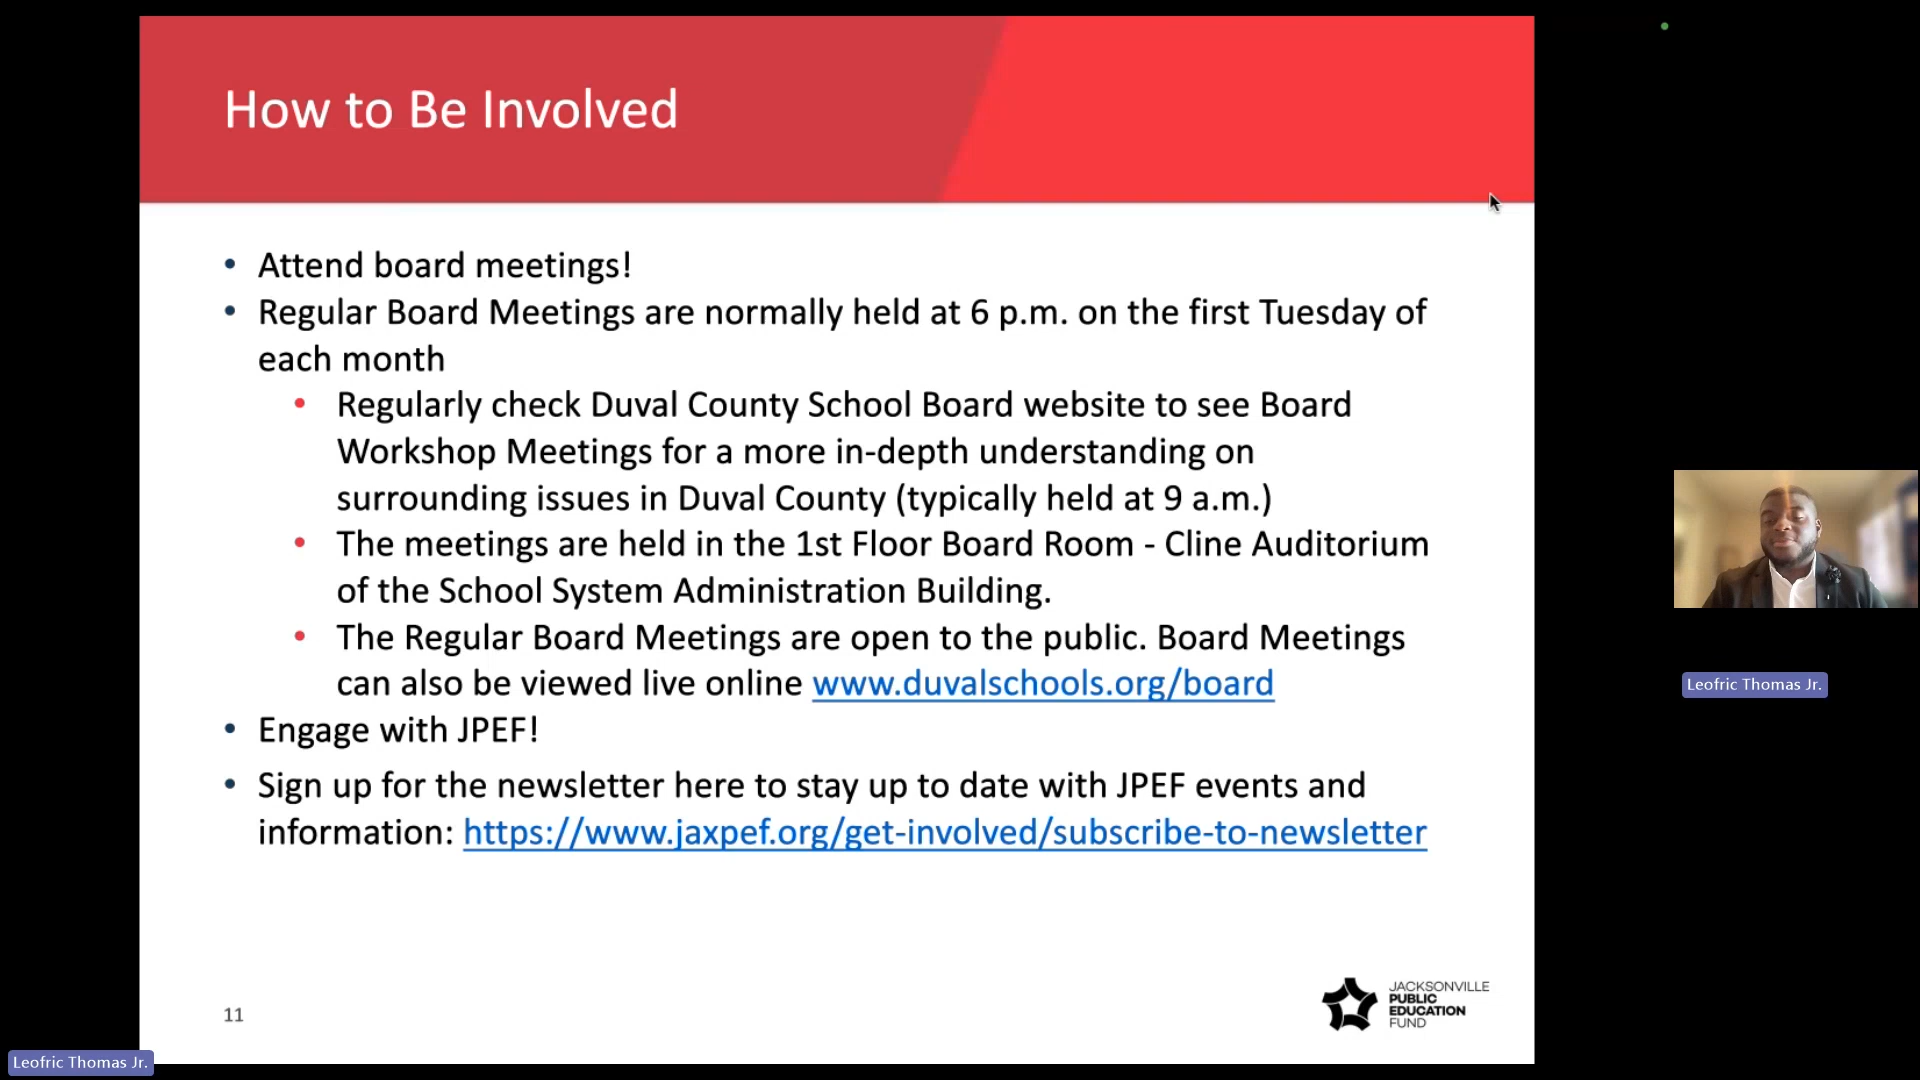 How to Be Involved
• Attend board meetings!
• Regular Board Meetings are normally held at 6 p.m. on the first Tuesday of
each month
• Regularly check Duval County School Board website to see Board
Workshop Meetings for a more in-depth understanding on
surrounding issues in Duval County (typically held at 9 a.m.)
• The meetings are held in the 1st Floor Board Room - Cline Auditorium
of the School System Administration Building.
• The Regular Board Meetings are open to the public. Board Meetings
can also be viewed live online www.duvalschools.org/board
• Engage with JPEF!
• Sign up for the newsletter here to stay up to date with JPEF events and
information: https://www.jaxpef.org/get-involved/subscribe-to-newsletter
11
JACKSONVILLE
PUBLIC
EDUCATION
FUND
Leofric Thomas Jr.
Leofric Thomas Jr.